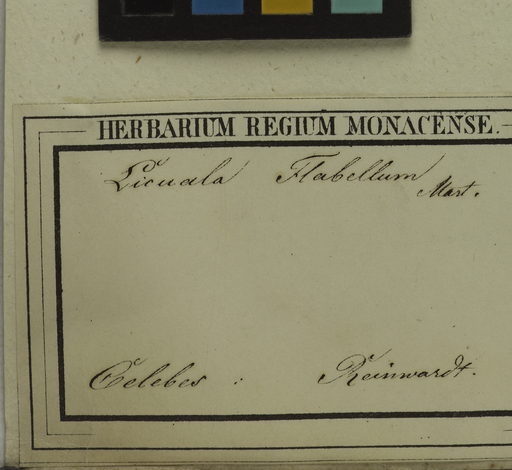 HERBARIUM REGIUM MONACENSE.
Licuala Flabellum
Mart.
Celebes : Reinwardt.